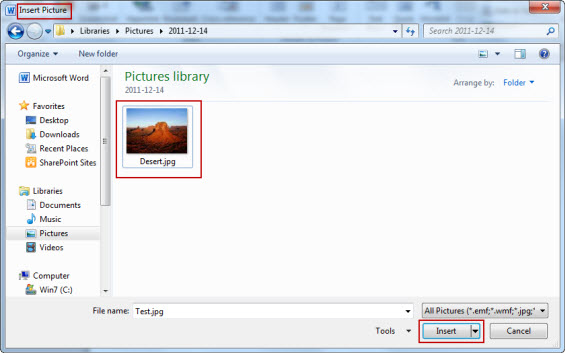 Insert Picture
Libraries Pictures 2011-12-14 Search 2011-12-14
Organize New folder
Microsoft Word
Favorites
Desktop
Downloads
Recent Places
SharePoint Sites
Libraries
Documents
Music
Pictures
Videos
Computer
Win7 (C:)
Pictures library
2011-12-14
Arrange by: Folder
Desert.jpg
File name: Test.jpg All Pictures (*.emf;*.wmf;*.jpg;*
Tools Insert Cancel